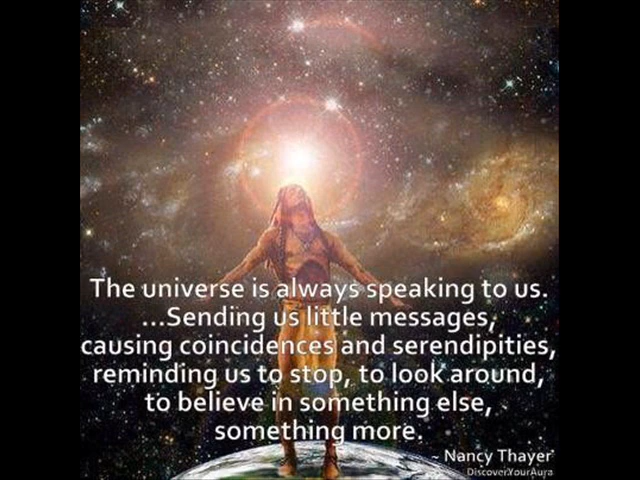 The universe is always speaking to us.
...Sending us little messages,
causing coincidences and serendipities,
reminding us to stop, to look around,
to believe in something else,
something more.
~ Nancy Thayer
DiscoverYourAura